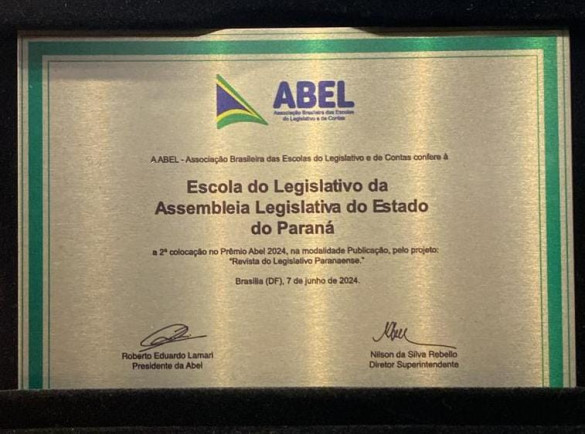 ABEL
Associação Brasileira das Escolas
do Legislativo e de Contas
A ABEL - Associação Brasileira das Escolas do Legislativo e de Contas confere à
Escola do Legislativo da
Assembleia Legislativa do Estado
do Paraná
a 2ª colocação no Prêmio Abel 2024, na modalidade Publicação, pelo projeto:
"Revista do Legislativo Paranaense."
Brasília (DF), 7 de junho de 2024.
Roberto Eduardo Lamari
Presidente da Abel
Nilson da Silva Rebello
Diretor Superintendente